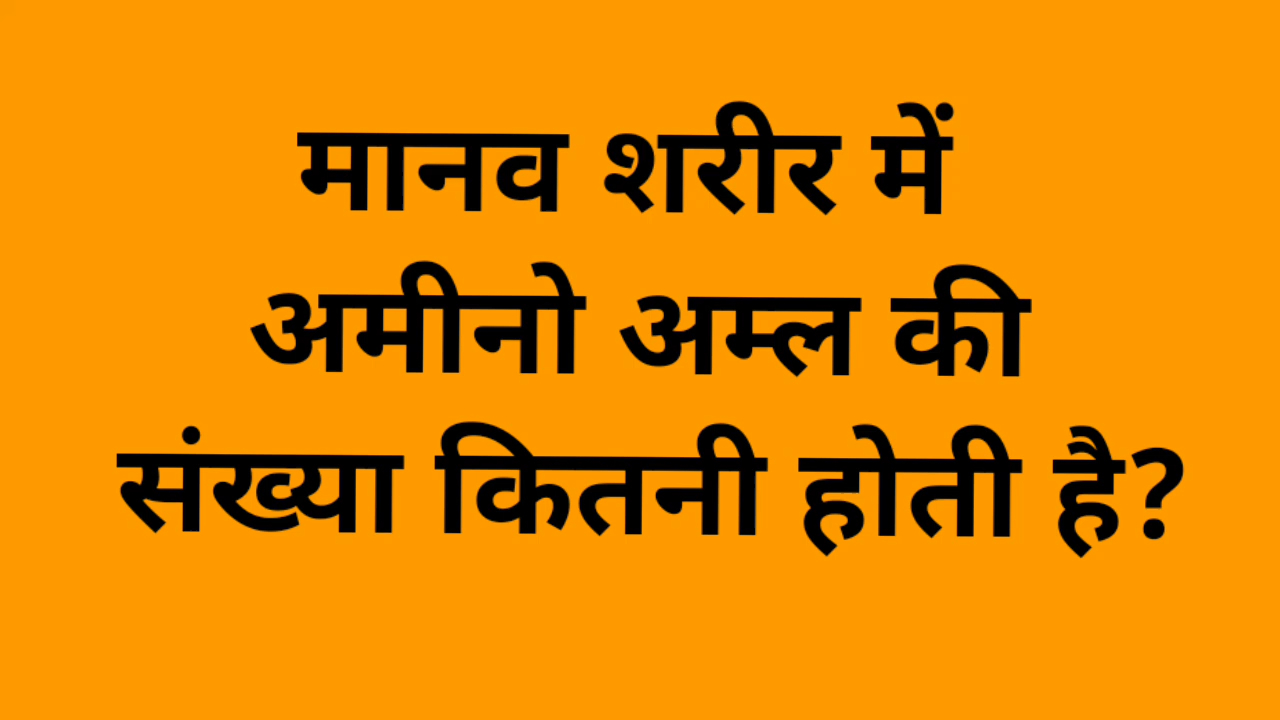 मानव शरीर में
अमीनो अम्ल की
संख्या कितनी होती है?